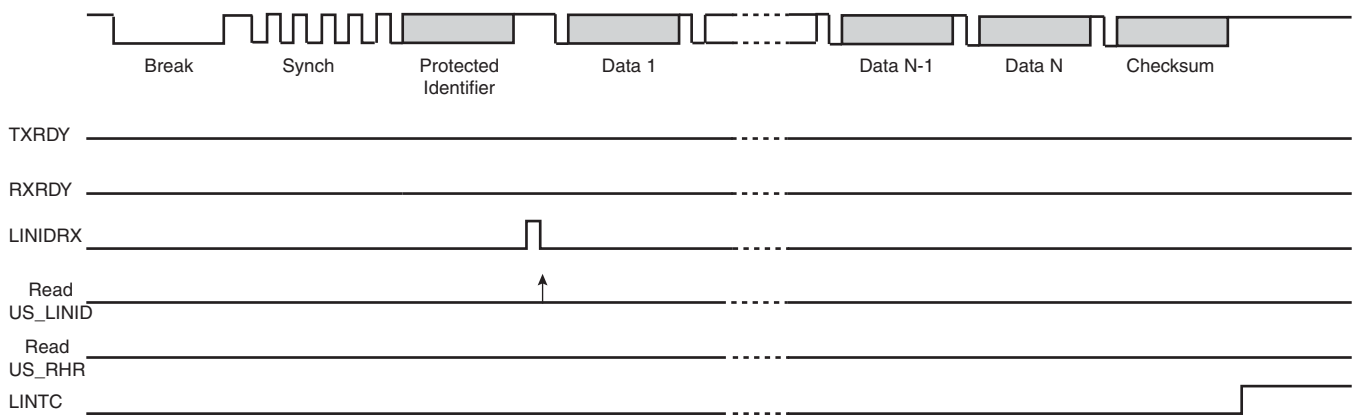 Break
Synch
Protected
Identifier
Data 1
Data N-1
Data N
Checksum
TXRDY
RXRDY
LINIDRX
Read
US_LINID
Read
US_RHR
LINTC